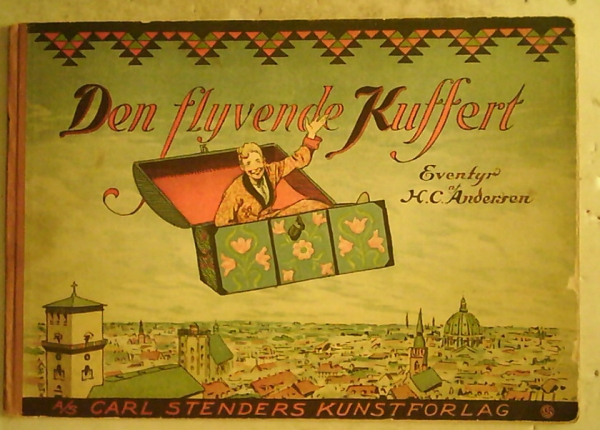 Den flyvende Kuffert
Eventyr
af
H.C. Andersen
A/S CARL STENDERS KUNSTFORLAG